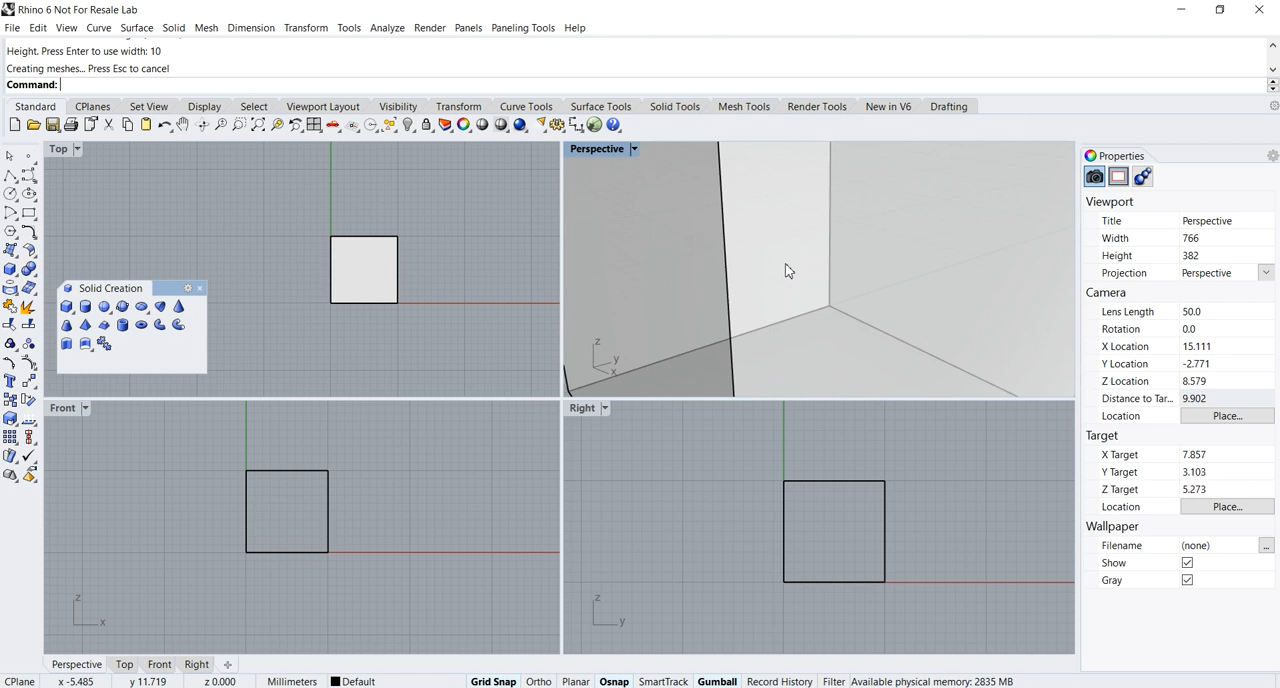 Rhino 6 Not For Resale Lab
File Edit View Curve Surface Solid Mesh Dimension Transform Tools Analyze Render Panels Paneling Tools Help
Height. Press Enter to use width: 10
Creating meshes... Press Esc to cancel
Command:
Standard CPlanes Set View Display Select Viewport Layout Visibility Transform Curve Tools Surface Tools Solid Tools Mesh Tools Render Tools New in V6 Drafting
Top
Perspective
Solid Creation
z
y
x
Front
Right
z
x
z
y
Properties
Viewport
Title Perspective
Width 766
Height 382
Projection Perspective
Camera
Lens Length 50.0
Rotation 0.0
X Location 15.111
Y Location -2.771
Z Location 8.579
Distance to Tar... 9.902
Location Place...
Target
X Target 7.857
Y Target 3.103
Z Target 5.273
Location Place...
Wallpaper
Filename (none) ...
Show
Gray
Perspective Top Front Right
CPlane x -5.485 y 11.719 z 0.000 Millimeters Default Grid Snap Ortho Planar Osnap SmartTrack Gumball Record History Filter Available physical memory: 2835 MB